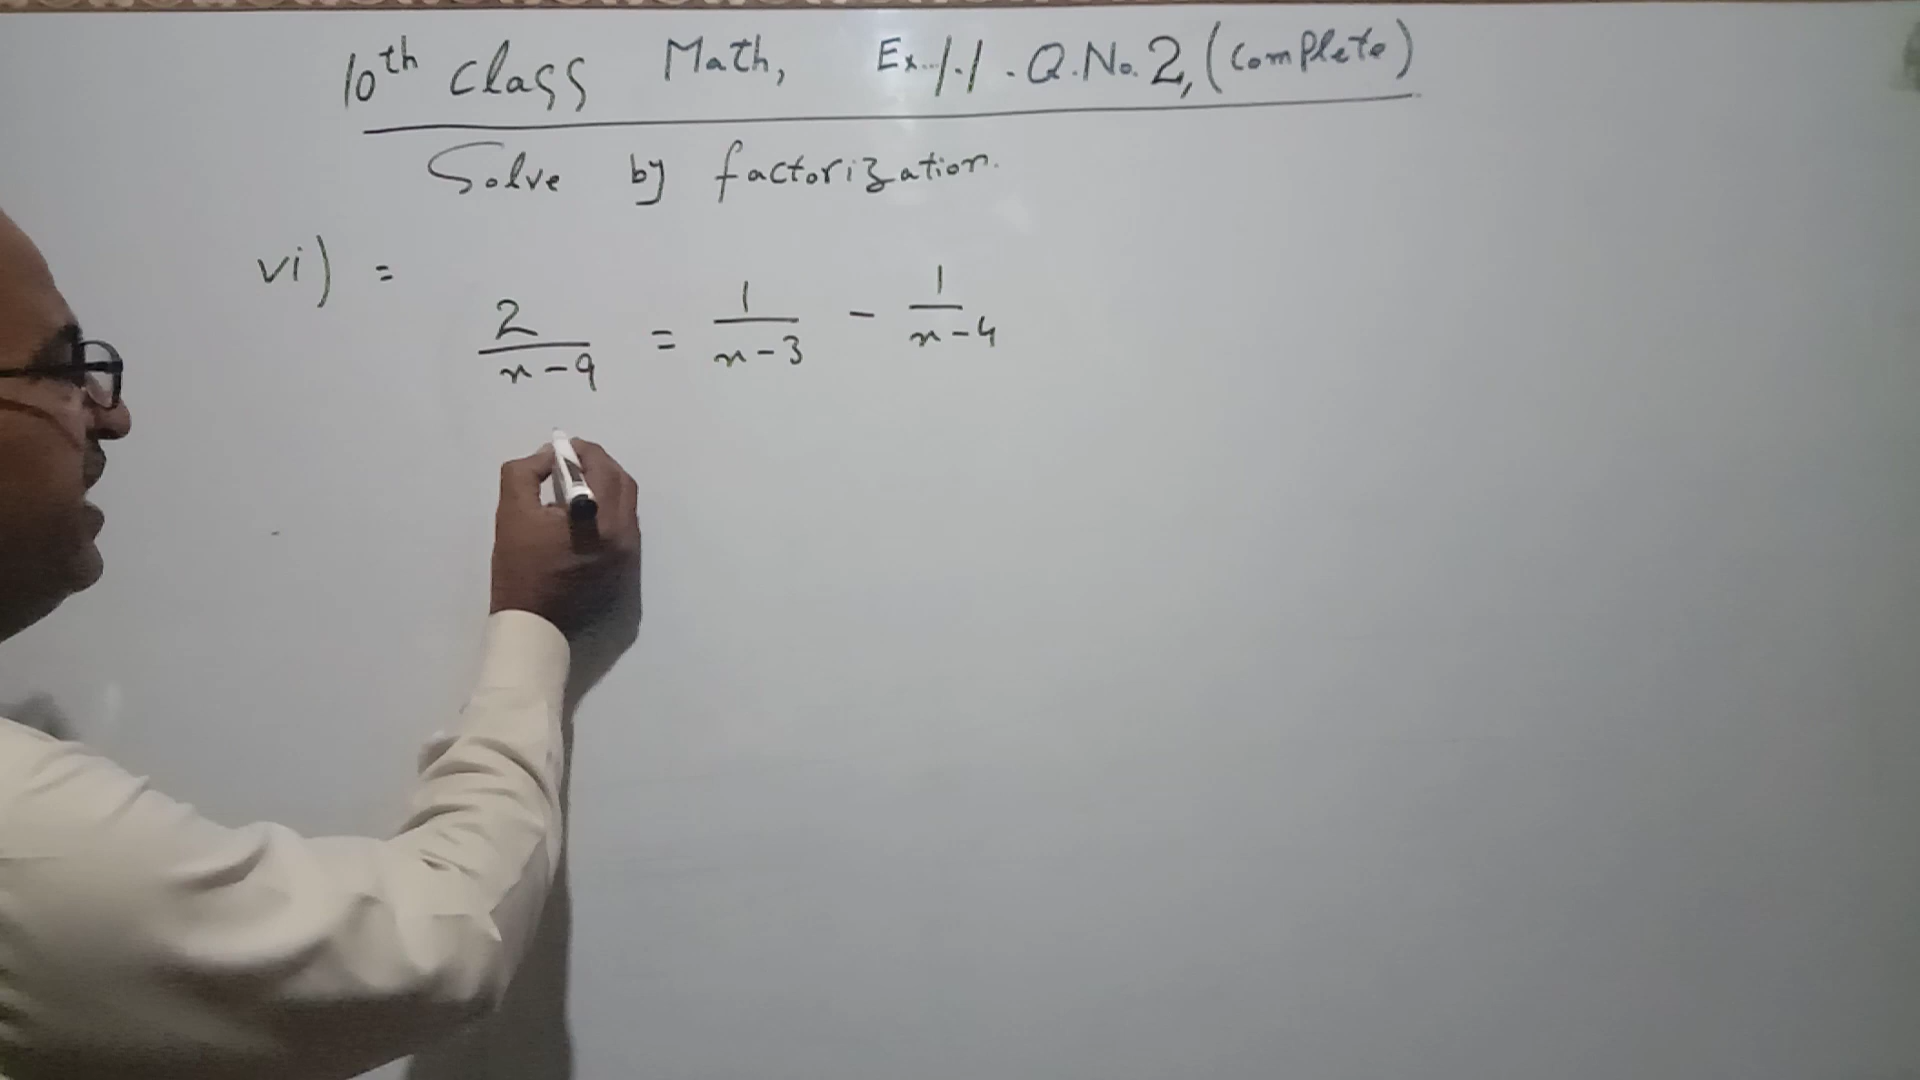 10th class Math, Ex. 1.1. Q.No. 2, (Complete)
Solve by factorization.
vi) = 2/(x-9) = 1/(x-3) - 1/(x-4)